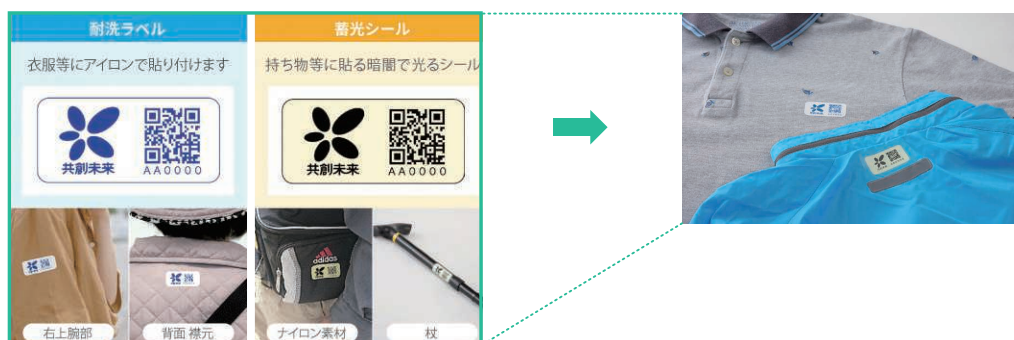 耐洗ラベル
衣服等にアイロンで貼り付けます
共創未来
AA0000
右上腕部
背面 襟元
蓄光シール
持ち物等に貼る暗闇で光るシール
共創未来
AA0000
adidas
ナイロン素材
杖